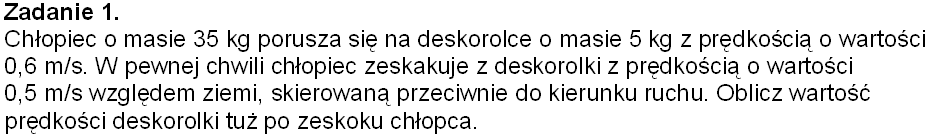 Zadanie 1.
Chłopiec o masie 35 kg porusza się na deskorolce o masie 5 kg z prędkością o wartości
0,6 m/s. W pewnej chwili chłopiec zeskakuje z deskorolki z prędkością o wartości
0,5 m/s względem ziemi, skierowaną przeciwnie do kierunku ruchu. Oblicz wartość
prędkości deskorolki tuż po zeskoku chłopca.